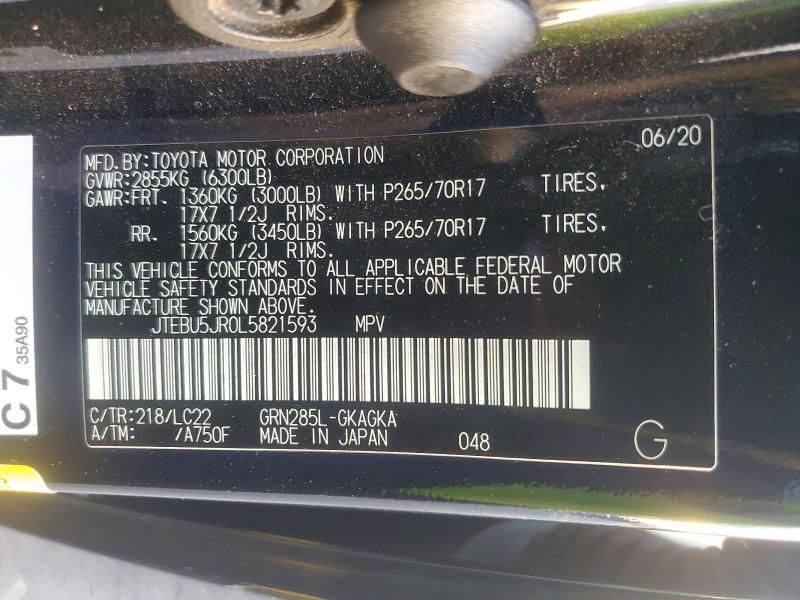 06/20
MFD.BY:TOYOTA MOTOR CORPORATION
GVWR:2855KG (6300LB)
GAWR:FRT. 1360KG (3000LB) WITH P265/70R17 TIRES.
17X7 1/2J RIMS.
RR. 1560KG (3450LB) WITH P265/70R17 TIRES.
17X7 1/2J RIMS.
THIS VEHICLE CONFORMS TO ALL APPLICABLE FEDERAL MOTOR
VEHICLE SAFETY STANDARDS IN EFFECT ON THE DATE OF
MANUFACTURE SHOWN ABOVE.
JTEBU5JR0L5821593 MPV
C/TR:218/LC22 GRN285L-GKAGKA
A/TM: /A750F MADE IN JAPAN 048 G
C 7
35A90